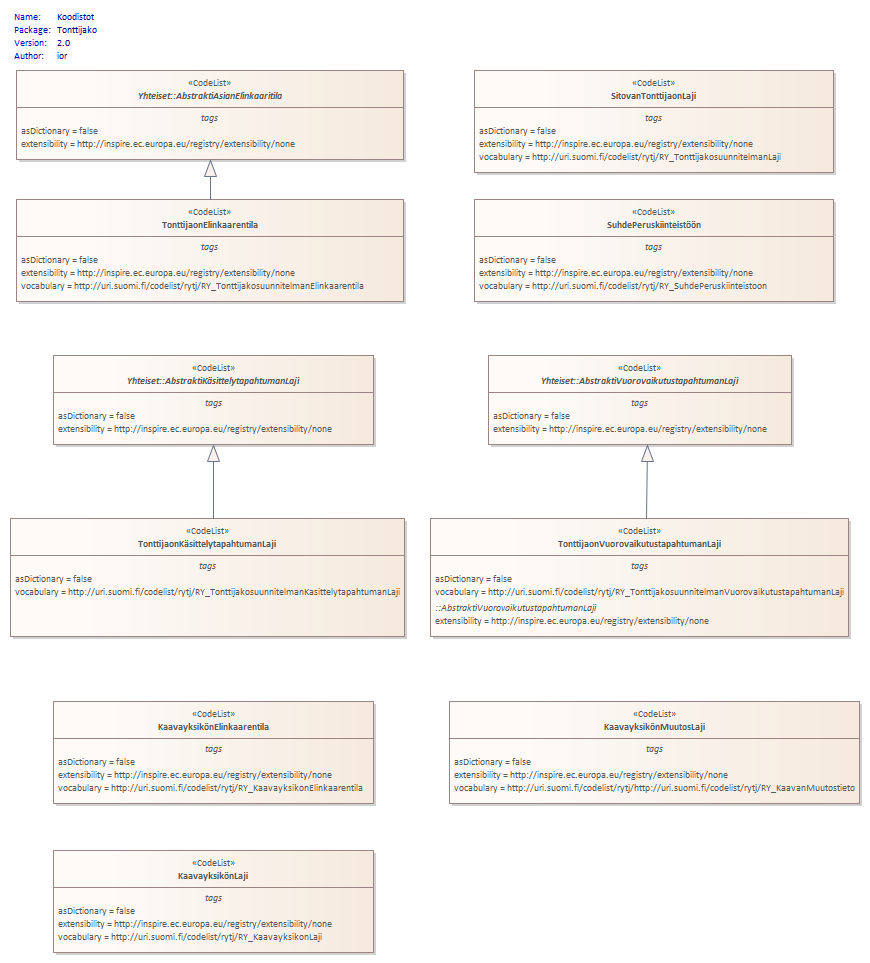 Name: Koodistot
Package: Tonttijako
Version: 2.0
Author: ior
«CodeList»
Yhteiset::AbstraktiAsianElinkaaritila
tags
asDictionary = false
extensibility = http://inspire.ec.europa.eu/registry/extensibility/none
«CodeList»
SitovanTonttijaonLaji
tags
asDictionary = false
extensibility = http://inspire.ec.europa.eu/registry/extensibility/none
vocabulary = http://uri.suomi.fi/codelist/rytj/RY_TonttijakosuunnitelmanLaji
«CodeList»
TonttijaonElinkaarentila
tags
asDictionary = false
extensibility = http://inspire.ec.europa.eu/registry/extensibility/none
vocabulary = http://uri.suomi.fi/codelist/rytj/RY_TonttijakosuunnitelmanElinkaarentila
«CodeList»
SuhdePeruskiinteistöön
tags
asDictionary = false
extensibility = http://inspire.ec.europa.eu/registry/extensibility/none
vocabulary = http://uri.suomi.fi/codelist/rytj/RY_SuhdePeruskiinteistoon
«CodeList»
Yhteiset::AbstraktiKäsittelytapahtumanLaji
tags
asDictionary = false
extensibility = http://inspire.ec.europa.eu/registry/extensibility/none
«CodeList»
Yhteiset::AbstraktiVuorovaikutustapahtumanLaji
tags
asDictionary = false
extensibility = http://inspire.ec.europa.eu/registry/extensibility/none
«CodeList»
TonttijaonKäsittelytapahtumanLaji
tags
asDictionary = false
vocabulary = http://uri.suomi.fi/codelist/rytj/RY_TonttijakosuunnitelmanKasittelytapahtumanLaji
«CodeList»
TonttijaonVuorovaikutustapahtumanLaji
tags
asDictionary = false
vocabulary = http://uri.suomi.fi/codelist/rytj/RY_TonttijakosuunnitelmanVuorovaikutustapahtumanLaji
::AbstraktiVuorovaikutustapahtumanLaji
extensibility = http://inspire.ec.europa.eu/registry/extensibility/none
«CodeList»
KaavayksikönElinkaarentila
tags
asDictionary = false
extensibility = http://inspire.ec.europa.eu/registry/extensibility/none
vocabulary = http://uri.suomi.fi/codelist/rytj/RY_KaavayksikonElinkaarentila
«CodeList»
KaavayksikönMuutosLaji
tags
asDictionary = false
extensibility = http://inspire.ec.europa.eu/registry/extensibility/none
vocabulary = http://uri.suomi.fi/codelist/rytj/http://uri.suomi.fi/codelist/rytj/RY_KaavanMuutostieto
«CodeList»
KaavayksikönLaji
tags
asDictionary = false
extensibility = http://inspire.ec.europa.eu/registry/extensibility/none
vocabulary = http://uri.suomi.fi/codelist/rytj/RY_KaavayksikonLaji